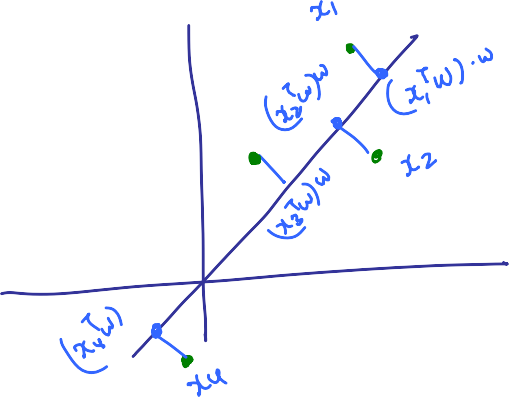 x1
(x₁ᵀw)·w
(x₂ᵀw)w
x2
(x₃ᵀw)w
(x₄ᵀw)
x4